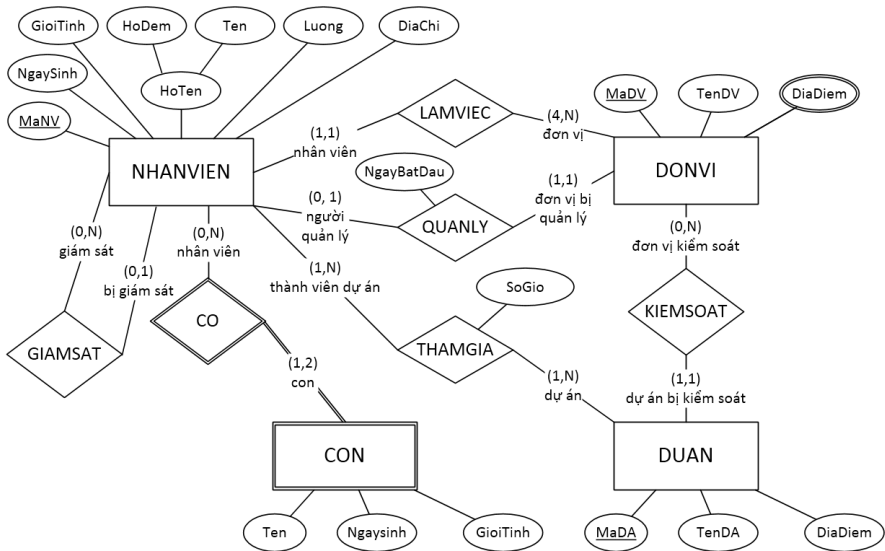 GioiTinh
HoDem
Ten
Luong
DiaChi
NgaySinh
HoTen
MaNV
NHANVIEN
(1,1)
nhân viên
LAMVIEC
(4,N)
đơn vị
MaDV
TenDV
DiaDiem
DONVI
NgayBatDau
(0, 1)
người
quản lý
QUANLY
(1,1)
đơn vị bị
quản lý
(0,N)
giám sát
(0,1)
bị giám sát
GIAMSAT
(0,N)
nhân viên
CO
(1,2)
con
(1,N)
thành viên dự án
SoGio
THAMGIA
(1,N)
dự án
(0,N)
đơn vị kiểm soát
KIEMSOAT
(1,1)
dự án bị kiểm soát
CON
DUAN
Ten
Ngaysinh
GioiTinh
MaDA
TenDA
DiaDiem